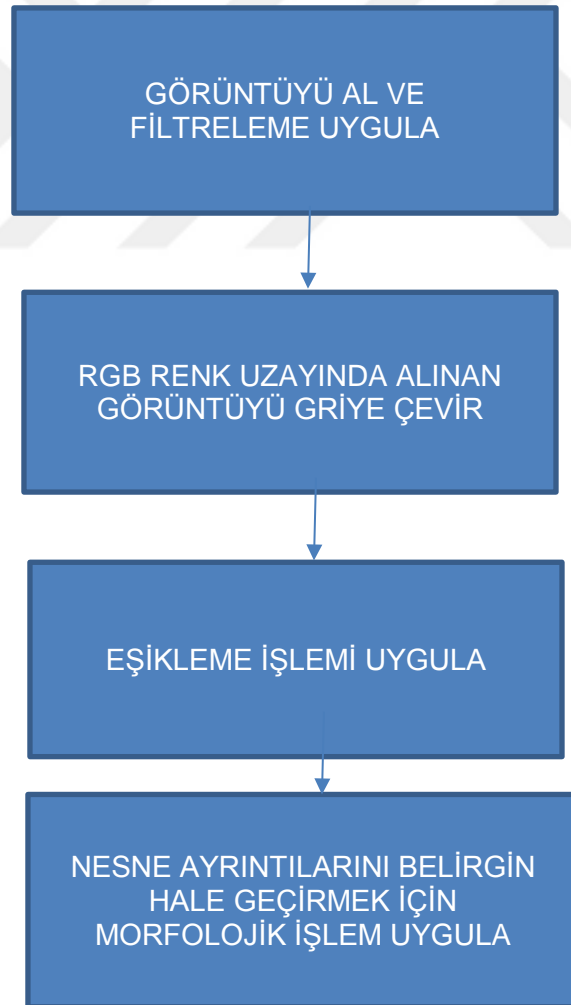 GÖRÜNTÜYÜ AL VE
FİLTRELEME UYGULA
RGB RENK UZAYINDA ALINAN
GÖRÜNTÜYÜ GRİYE ÇEVİR
EŞİKLEME İŞLEMİ UYGULA
NESNE AYRINTILARINI BELİRGİN
HALE GEÇİRMEK İÇİN
MORFOLOJİK İŞLEM UYGULA